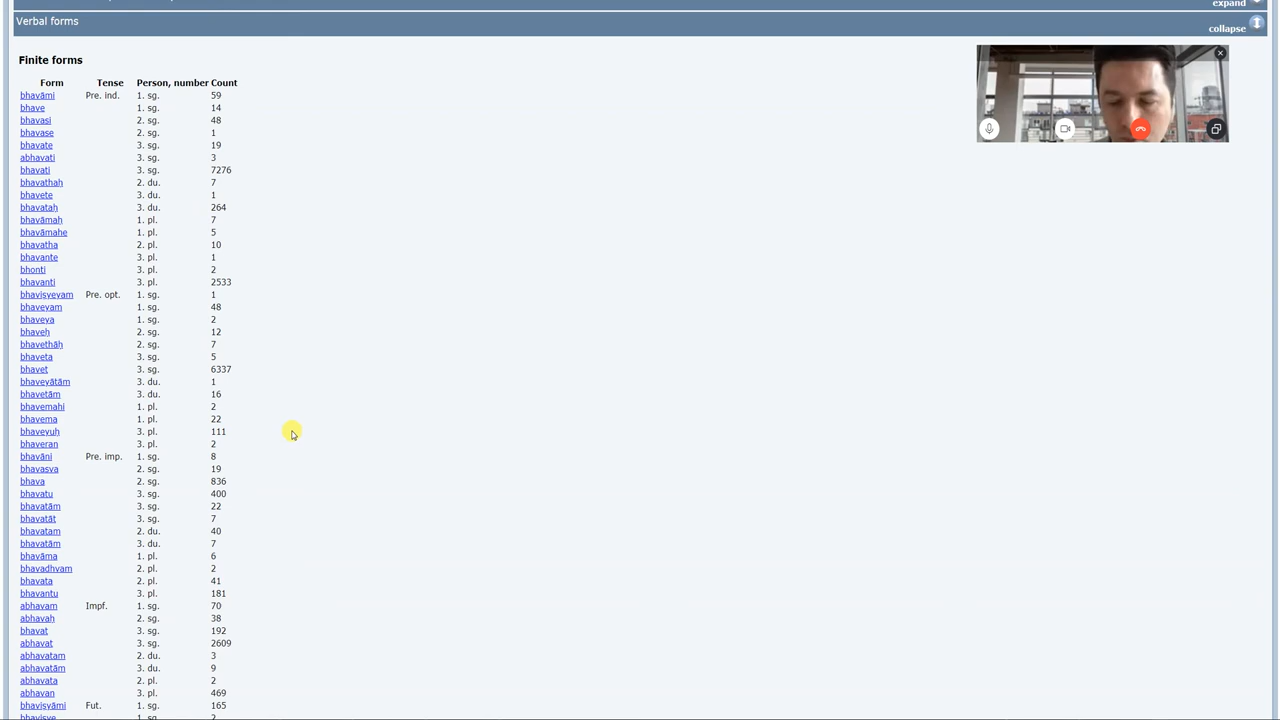 expand
Verbal forms
collapse
Finite forms
Form Tense Person, number Count
bhavāmi Pre. ind. 1. sg. 59
bhave 1. sg. 14
bhavasi 2. sg. 48
bhavase 2. sg. 1
bhavate 3. sg. 19
abhavati 3. sg. 3
bhavati 3. sg. 7276
bhavathaḥ 2. du. 7
bhavete 3. du. 1
bhavataḥ 3. du. 264
bhavāmaḥ 1. pl. 7
bhavāmahe 1. pl. 5
bhavatha 2. pl. 10
bhavante 3. pl. 1
bhonti 3. pl. 2
bhavanti 3. pl. 2533
bhaviṣyeyam Pre. opt. 1. sg. 1
bhaveyam 1. sg. 48
bhaveya 1. sg. 2
bhaveḥ 2. sg. 12
bhavethāḥ 2. sg. 7
bhaveta 3. sg. 5
bhavet 3. sg. 6337
bhaveyātām 3. du. 1
bhavetām 3. du. 16
bhavemahi 1. pl. 2
bhavema 1. pl. 22
bhaveyuḥ 3. pl. 111
bhaveran 3. pl. 2
bhavāni Pre. imp. 1. sg. 8
bhavasva 2. sg. 19
bhava 2. sg. 836
bhavatu 3. sg. 400
bhavatām 3. sg. 22
bhavatāt 3. sg. 7
bhavatam 2. du. 40
bhavatām 3. du. 7
bhavāma 1. pl. 6
bhavadhvam 2. pl. 2
bhavata 2. pl. 41
bhavantu 3. pl. 181
abhavam Impf. 1. sg. 70
abhavaḥ 2. sg. 38
bhavat 3. sg. 192
abhavat 3. sg. 2609
abhavatam 2. du. 3
abhavatām 3. du. 9
abhavata 2. pl. 2
abhavan 3. pl. 469
bhaviṣyāmi Fut. 1. sg. 165
bhaviṣye 1. sg. 2